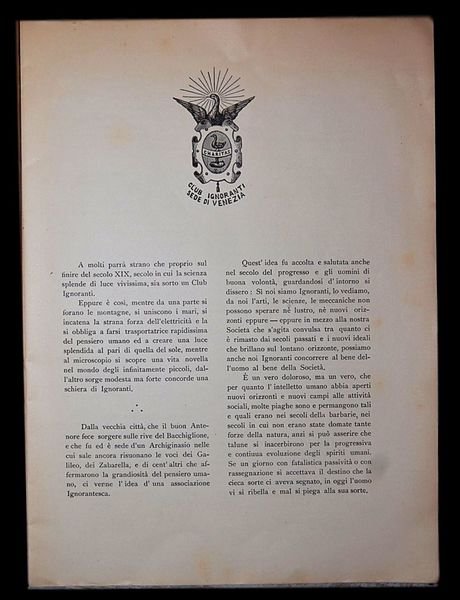 CHARITAS
CLUB IGNORANTI
SEDE DI VENEZIA
A molti parrà strano che proprio sul
finire del secolo XIX, secolo in cui la scienza
splende di luce vivissima, sia sorto un Club
Ignoranti.
Eppure è così, mentre da una parte si
forano le montagne, si uniscono i mari, si
incatena la strana forza dell'elettricità e la
si obbliga a farsi trasportatrice rapidissima
del pensiero umano ed a creare una luce
splendida al pari di quella del sole, mentre
al microscopio si scopre una vita novella
nel mondo degli infinitamente piccoli, dal-
l'altro sorge modesta ma forte concorde una
schiera di Ignoranti.
Dalla vecchia città, che il buon Ante-
nore fece sorgere sulle rive del Bacchiglione,
e che fu ed è sede d'un Archiginasio nelle
cui sale ancora risuonano le voci dei Ga-
lileo, dei Zabarella, e di cent'altri che af-
fermarono la grandiosità del pensiero uma-
no, ci venne l'idea d'una associazione
Ignorantesca.
Quest'idea fu accolta e salutata anche
nel secolo del progresso e gli uomini di
buona volontà, guardandosi d'intorno si
dissero: Sì noi siamo Ignoranti, lo vediamo,
da noi l'arti, le scienze, le meccaniche non
possono sperare nè lustro, nè nuovi oriz-
zonti eppure — eppure in mezzo alla nostra
Società che s'agita convulsa tra quanto ci
è rimasto dai secoli passati e i nuovi ideali
che brillano sul lontano orizzonte, possiamo
anche noi Ignoranti concorrere al bene del-
l'uomo al bene della Società.
È un vero doloroso, ma un vero, che
per quanto l'intelletto umano abbia aperti
nuovi orizzonti e nuovi campi alle attività
sociali, molte piaghe sono e permangono tali
e quali erano nei secoli della barbarie, nei
secoli in cui non erano state domate tante
forze della natura, anzi si può asserire che
talune si inacerbirono per la progressiva
e continua evoluzione degli spiriti umani.
Se un giorno con fatalistica passività o con
rassegnazione si accettava il destino che la
cieca sorte ci aveva segnato, in oggi l'uomo
vi si ribella e mal si piega alla sua sorte.